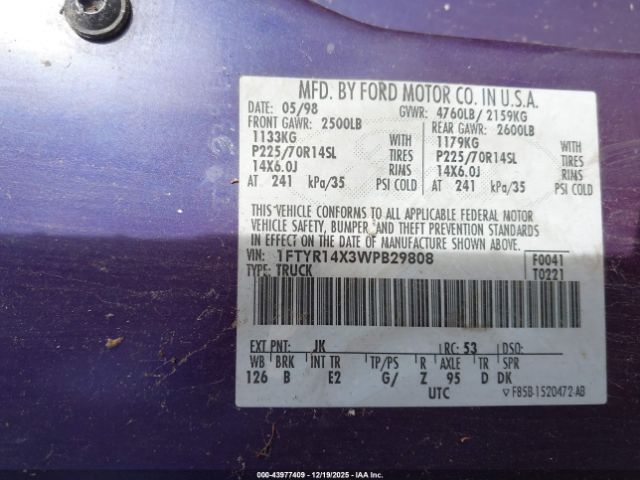 MFD. BY FORD MOTOR CO. IN U.S.A.
DATE: 05/98 GVWR: 4760LB/ 2159KG
FRONT GAWR: 2500LB REAR GAWR: 2600LB
1133KG WITH 1179KG WITH
P225/70R14SL TIRES P225/70R14SL TIRES
14X6.0J RIMS 14X6.0J RIMS
AT 241 kPa/35 PSI COLD AT 241 kPa/35 PSI COLD
THIS VEHICLE CONFORMS TO ALL APPLICABLE FEDERAL MOTOR
VEHICLE SAFETY, BUMPER, AND THEFT PREVENTION STANDARDS
IN EFFECT ON THE DATE OF MANUFACTURE SHOWN ABOVE.
VIN: 1FTYR14X3WPB29808 F0041
TYPE: TRUCK T0221
EXT PNT: JK RC: 53 DSO:
WB BRK INT TR TP/PS R AXLE TR SPR
126 B E2 G/ Z 95 D DK
UTC ▽ F85B-1520472-AB
000-43977409 - 12/19/2025 - IAA Inc.